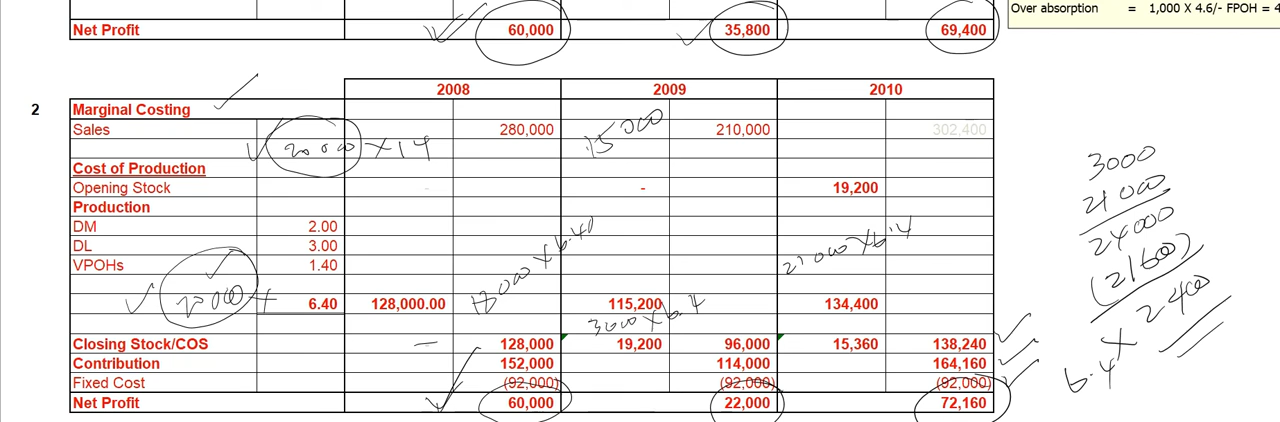 Over absorption = 1,000 X 4.6/- FPOH = 4
Net Profit 60,000 35,800 69,400
2008 2009 2010
2 Marginal Costing
Sales 280,000 15000 210,000 302,400
20000 X 14
Cost of Production
Opening Stock - - 19,200
Production
DM 2.00
DL 3.00
VPOHs 1.40
18000 X 6.40
21000 X 6.4
20000 X 6.40 128,000.00 115,200 134,400
3000 X 6.4
Closing Stock/COS - 128,000 19,200 96,000 15,360 138,240
Contribution 152,000 114,000 164,160
Fixed Cost (92,000) (92,000) (92,000)
Net Profit 60,000 22,000 72,160
3000
21000
24000
(21600)
6.4 X 2400